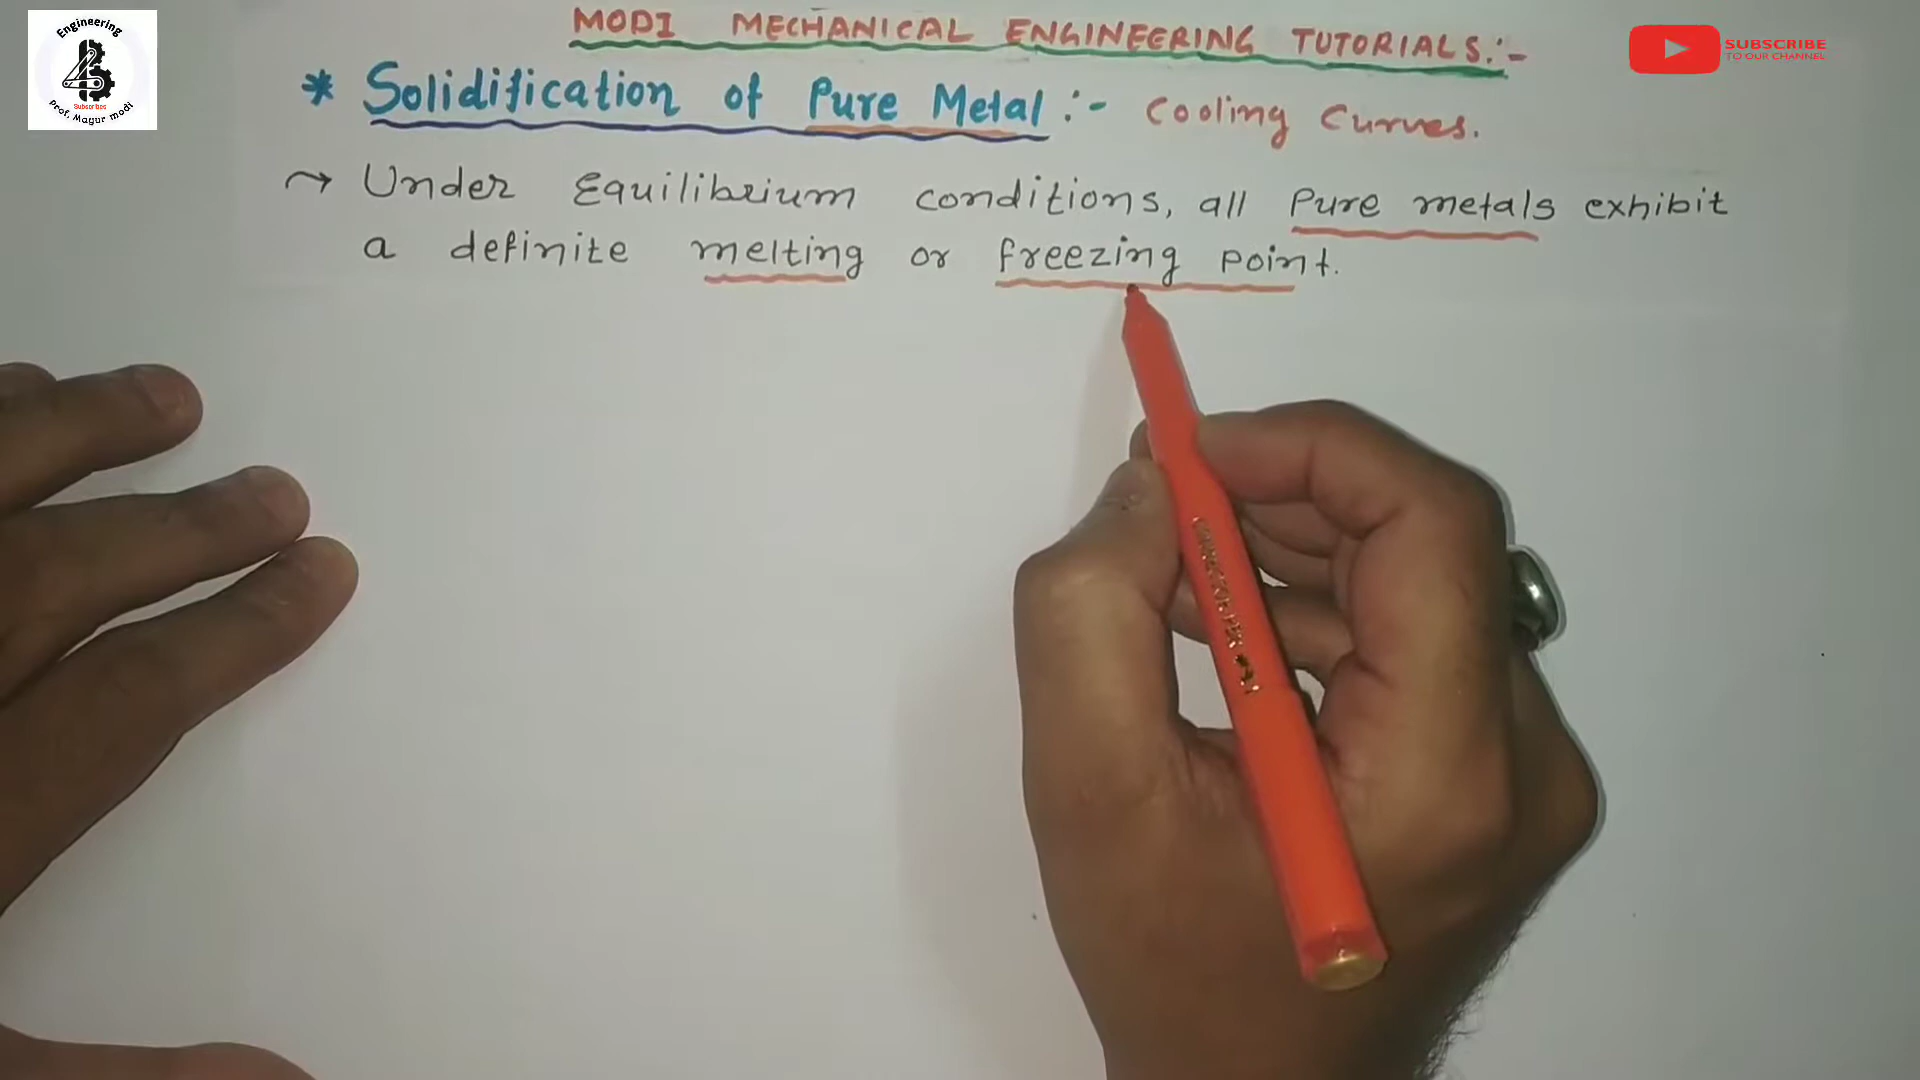 MODI MECHANICAL ENGINEERING TUTORIALS:-
* Solidification of Pure Metal :- Cooling Curves.
→ Under Equilibrium conditions, all Pure metals exhibit
a definite melting or freezing point.
Engineering
Subscribe
Prof. Mayur modi
SUBSCRIBE
TO OUR CHANNEL